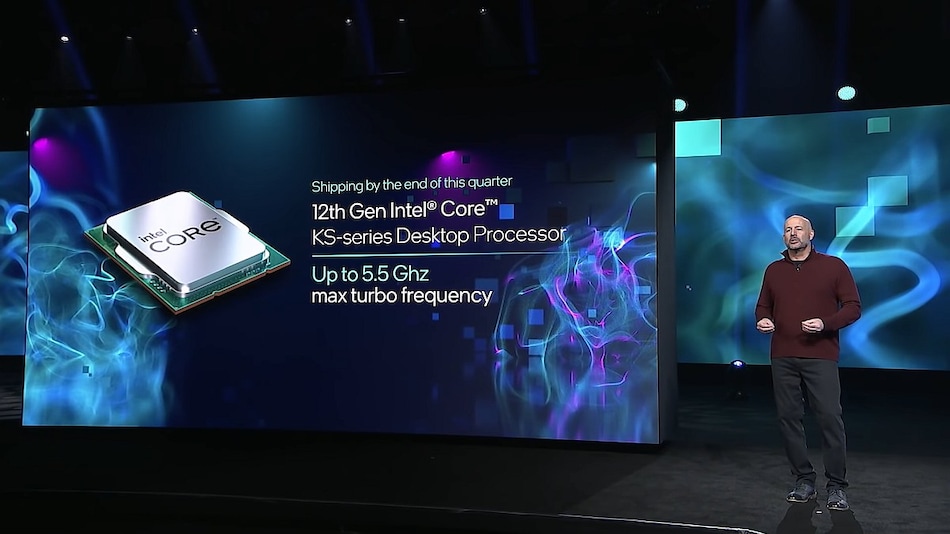 intel
CORE™
Shipping by the end of this quarter
12th Gen Intel® Core™
KS-series Desktop Processor
Up to 5.5 Ghz
max turbo frequency